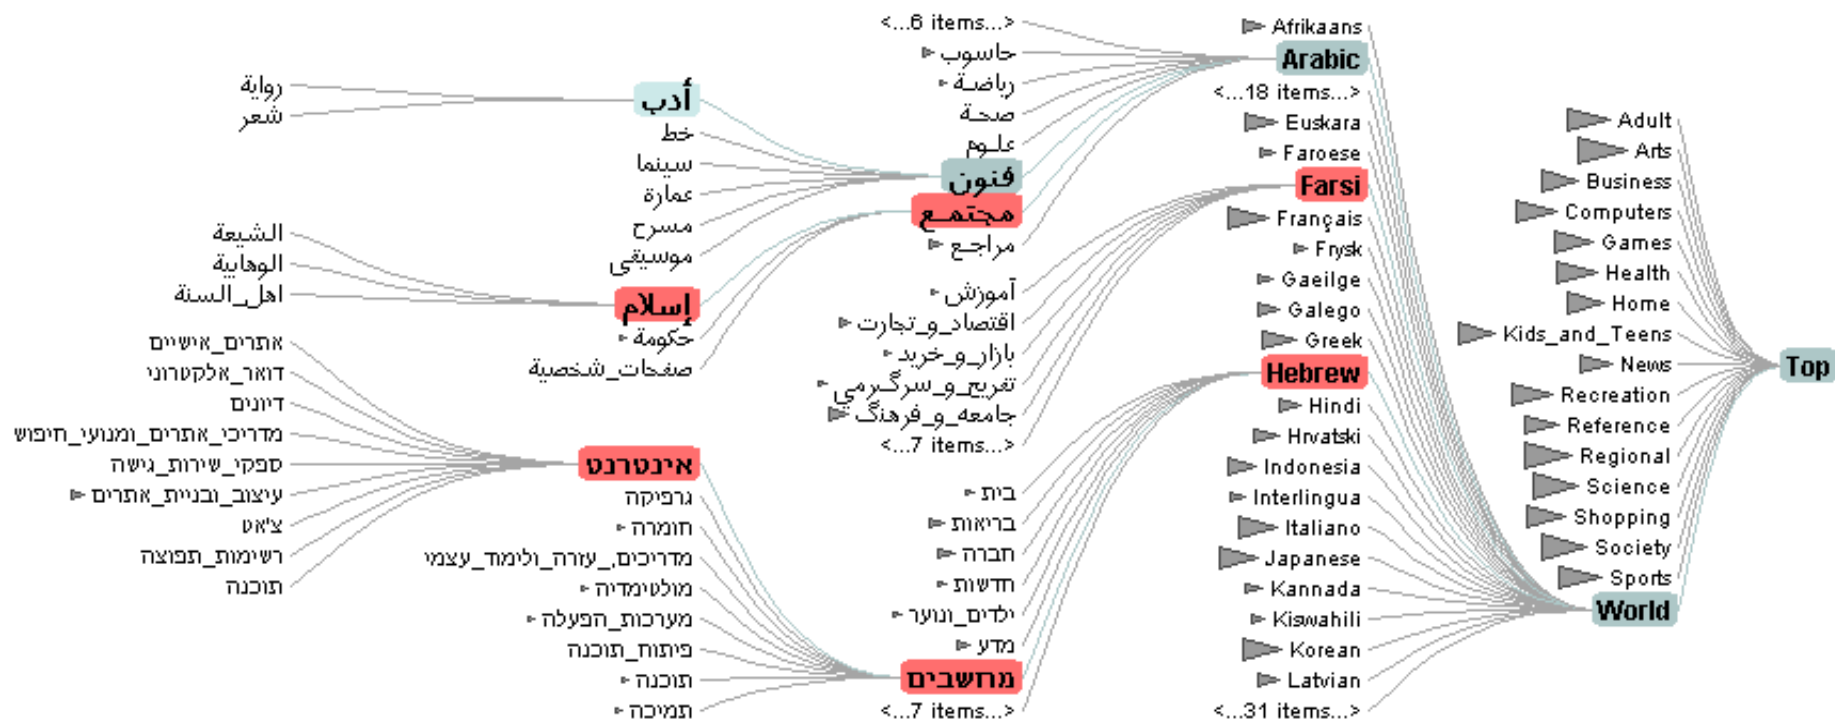 Top
Adult
Arts
Business
Computers
Games
Health
Home
Kids_and_Teens
News
Recreation
Reference
Regional
Science
Shopping
Society
Sports
World
Afrikaans
Arabic
<...18 items...>
Euskara
Faroese
Farsi
Français
Frysk
Gaeilge
Galego
Greek
Hebrew
Hindi
Hrvatski
Indonesia
Interlingua
Italiano
Japanese
Kannada
Kiswahili
Korean
Latvian
<...31 items...>
<...6 items...>
حاسوب
رياضة
صحة
علوم
فنون
مجتمع
مراجع
آموزش
اقتصاد_و_تجارت
بازار_و_خرید
تفریح_و_سرگرمی
جامعه_و_فرهنگ
<...7 items...>
בית
בריאות
חברה
חדשות
ילדים_ונוער
מדע
מחשבים
<...7 items...>
أدب
خط
سينما
عمارة
مسرح
موسيقى
إسلام
حكومة
صفحات_شخصية
אינטרנט
גרפיקה
חומרה
מדריכים,_עזרה_ולימוד_עצמי
מולטימדיה
מערכות_הפעלה
פיתוח_תוכנה
תוכנה
תמיכה
رواية
شعر
الشيعة
الوهابية
اهل_السنة
אתרים_אישיים
דואר_אלקטרוני
דיונים
מדריכי_אתרים_ומנועי_חיפוש
ספקי_שירות_גישה
עיצוב_ובניית_אתרים
צ'אט
רשימות_תפוצה
תוכנה